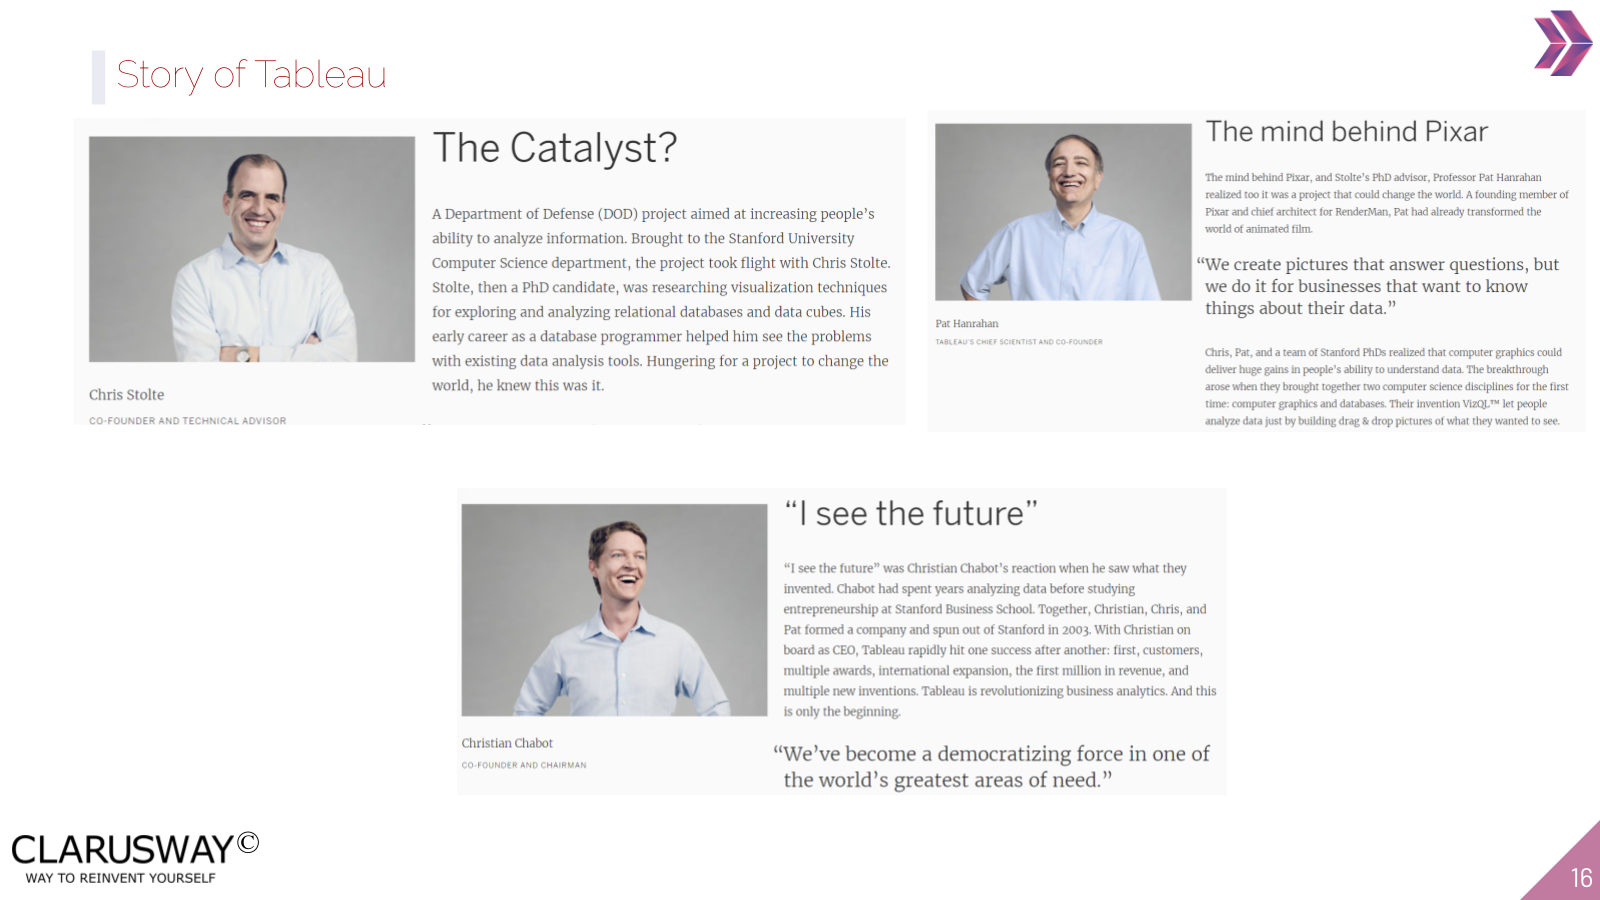 Story of Tableau
The Catalyst?
A Department of Defense (DOD) project aimed at increasing people's
ability to analyze information. Brought to the Stanford University
Computer Science department, the project took flight with Chris Stolte.
Stolte, then a PhD candidate, was researching visualization techniques
for exploring and analyzing relational databases and data cubes. His
early career as a database programmer helped him see the problems
with existing data analysis tools. Hungering for a project to change the
world, he knew this was it.
Chris Stolte
CO-FOUNDER AND TECHNICAL ADVISOR
The mind behind Pixar
The mind behind Pixar, and Stolte's PhD advisor, Professor Pat Hanrahan
realized too it was a project that could change the world. A founding member of
Pixar and chief architect for RenderMan, Pat had already transformed the
world of animated film.
“We create pictures that answer questions, but
we do it for businesses that want to know
things about their data.”
Pat Hanrahan
TABLEAU'S CHIEF SCIENTIST AND CO-FOUNDER
Chris, Pat, and a team of Stanford PhDs realized that computer graphics could
deliver huge gains in people's ability to understand data. The breakthrough
arose when they brought together two computer science disciplines for the first
time: computer graphics and databases. Their invention VizQL™ let people
analyze data just by building drag & drop pictures of what they wanted to see.
“I see the future”
“I see the future” was Christian Chabot's reaction when he saw what they
invented. Chabot had spent years analyzing data before studying
entrepreneurship at Stanford Business School. Together, Christian, Chris, and
Pat formed a company and spun out of Stanford in 2003. With Christian on
board as CEO, Tableau rapidly hit one success after another: first, customers,
multiple awards, international expansion, the first million in revenue, and
multiple new inventions. Tableau is revolutionizing business analytics. And this
is only the beginning.
Christian Chabot
CO-FOUNDER AND CHAIRMAN
“We've become a democratizing force in one of
the world's greatest areas of need.”
CLARUSWAY©
WAY TO REINVENT YOURSELF
16